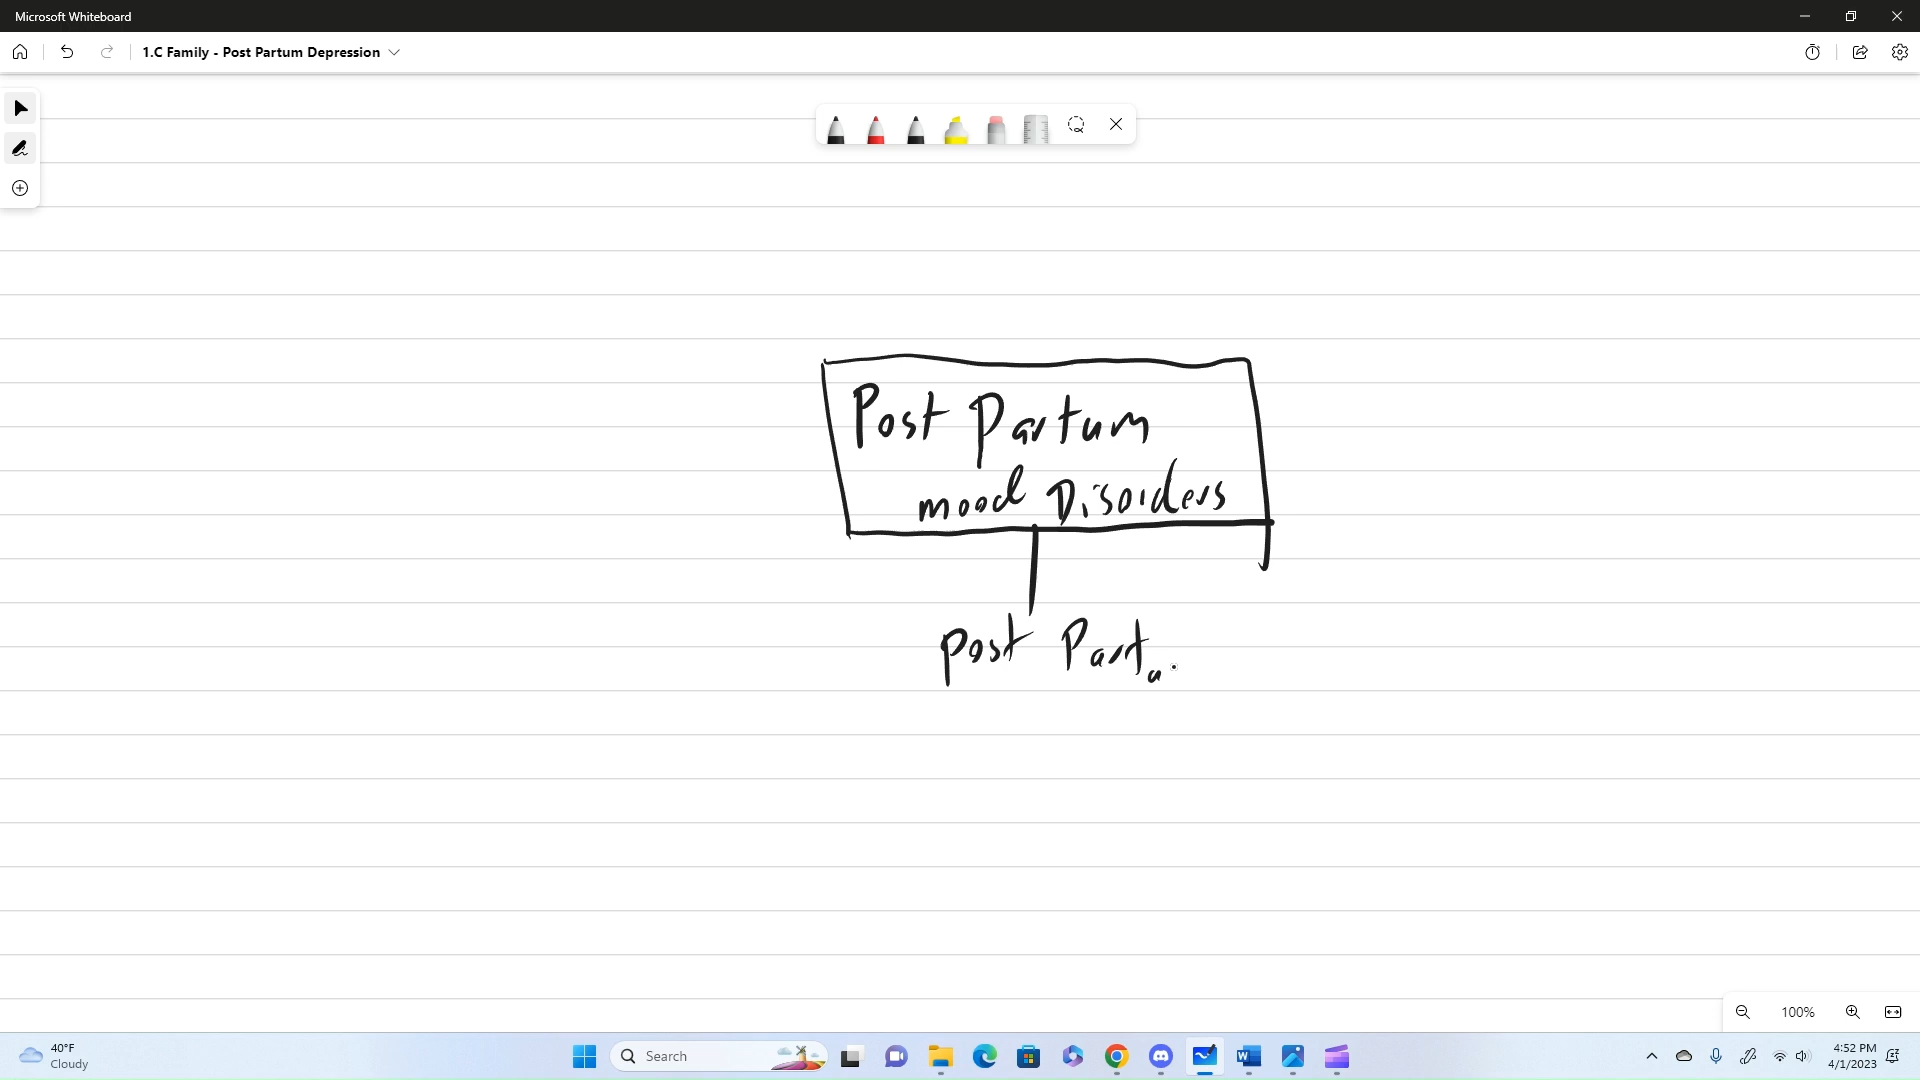 Microsoft Whiteboard
1.C Family - Post Partum Depression
Post Partum
mood Disorders
Post Partu
100%
40°F
Cloudy
Search
4:52 PM
4/1/2023